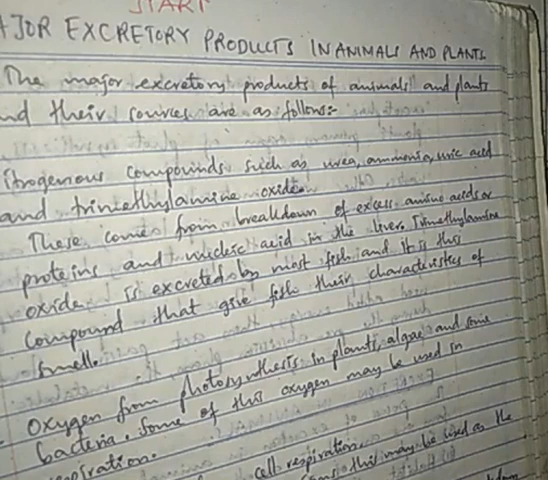 START
AJOR EXCRETORY PRODUCTS IN ANIMALS AND PLANTS
The major excretory products of animals and plants
nd their sources are as follows:-
itrogenous compounds such as urea, ammonia, uric acid
and trimethylamine oxide.
These comes from breakdown of excess amino acids or
proteins and nucleic acid in the liver. Trimethylamine
oxide is excreted by most fish and it is this
compound that give fish their characteristics of
smell.
Oxygen from photosynthesis in plants, algae and some
bacteria. Some of this oxygen may be used in
spiration.
cell respiration.
this may be used as the